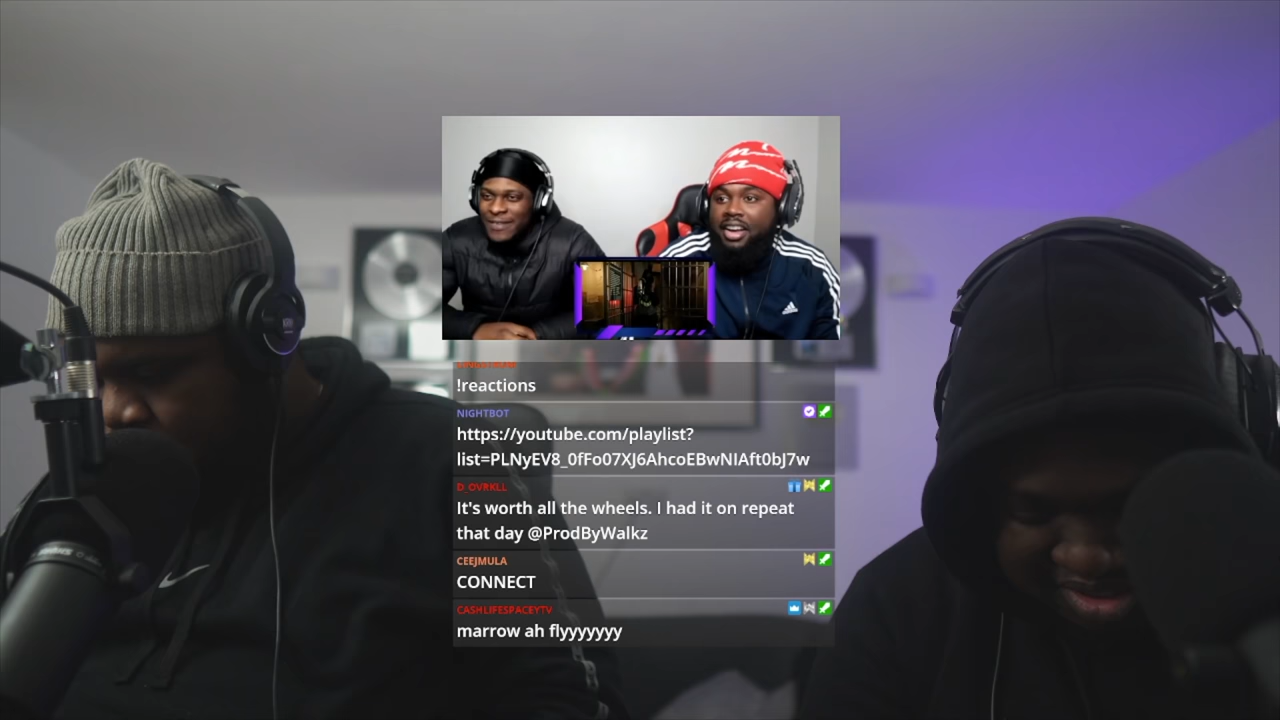 !reactions
NIGHTBOT
https://youtube.com/playlist?
list=PLNyEV8_0fFo07XJ6AhcoEBwNIAft0bJ7w
D_OVRKLL
It's worth all the wheels. I had it on repeat
that day @ProdByWalkz
CEEJMULA
CONNECT
CASHLIFESPACEYTV
marrow ah flyyyyyyy